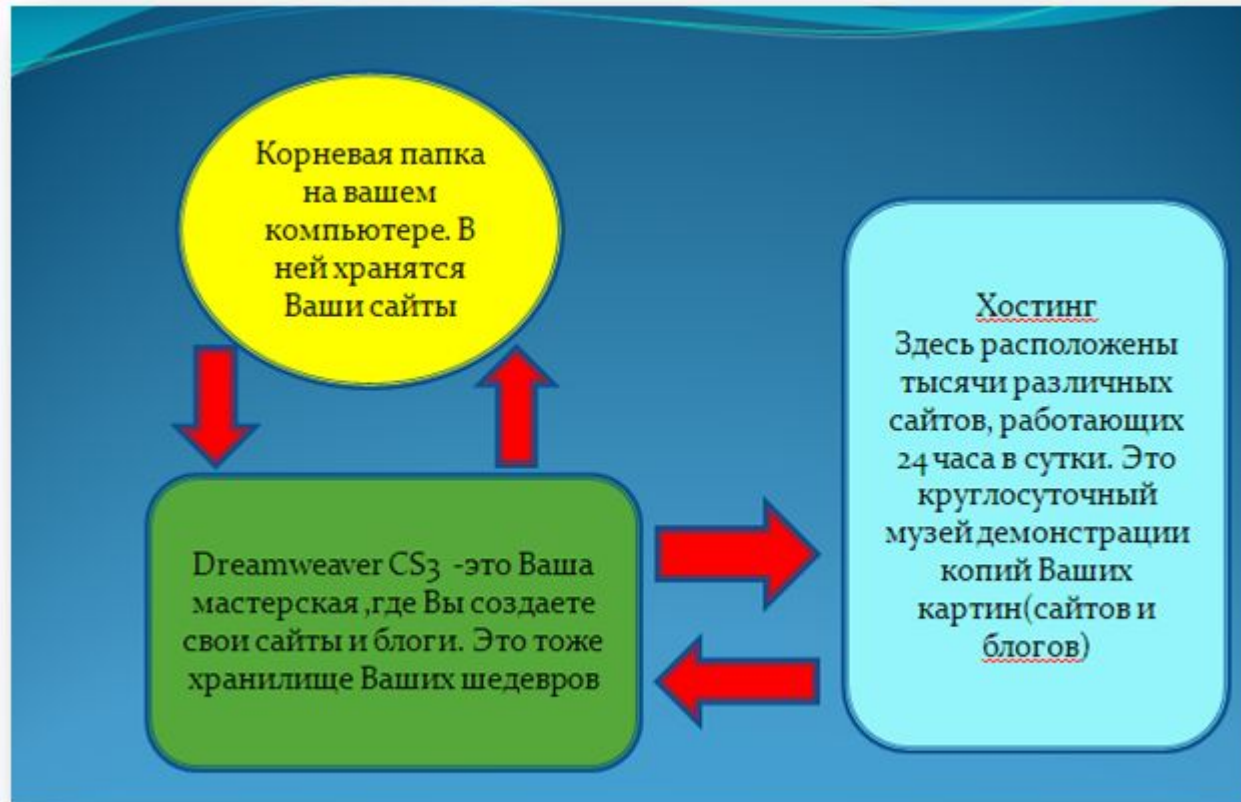 Корневая папка
на вашем
компьютере. В
ней хранятся
Ваши сайты
Хостинг
Здесь расположены
тысячи различных
сайтов, работающих
24 часа в сутки. Это
круглосуточный
музей демонстрации
копий Ваших
картин(сайтов и
блогов)
Dreamweaver CS3 -это Ваша
мастерская ,где Вы создаете
свои сайты и блоги. Это тоже
хранилище Ваших шедевров